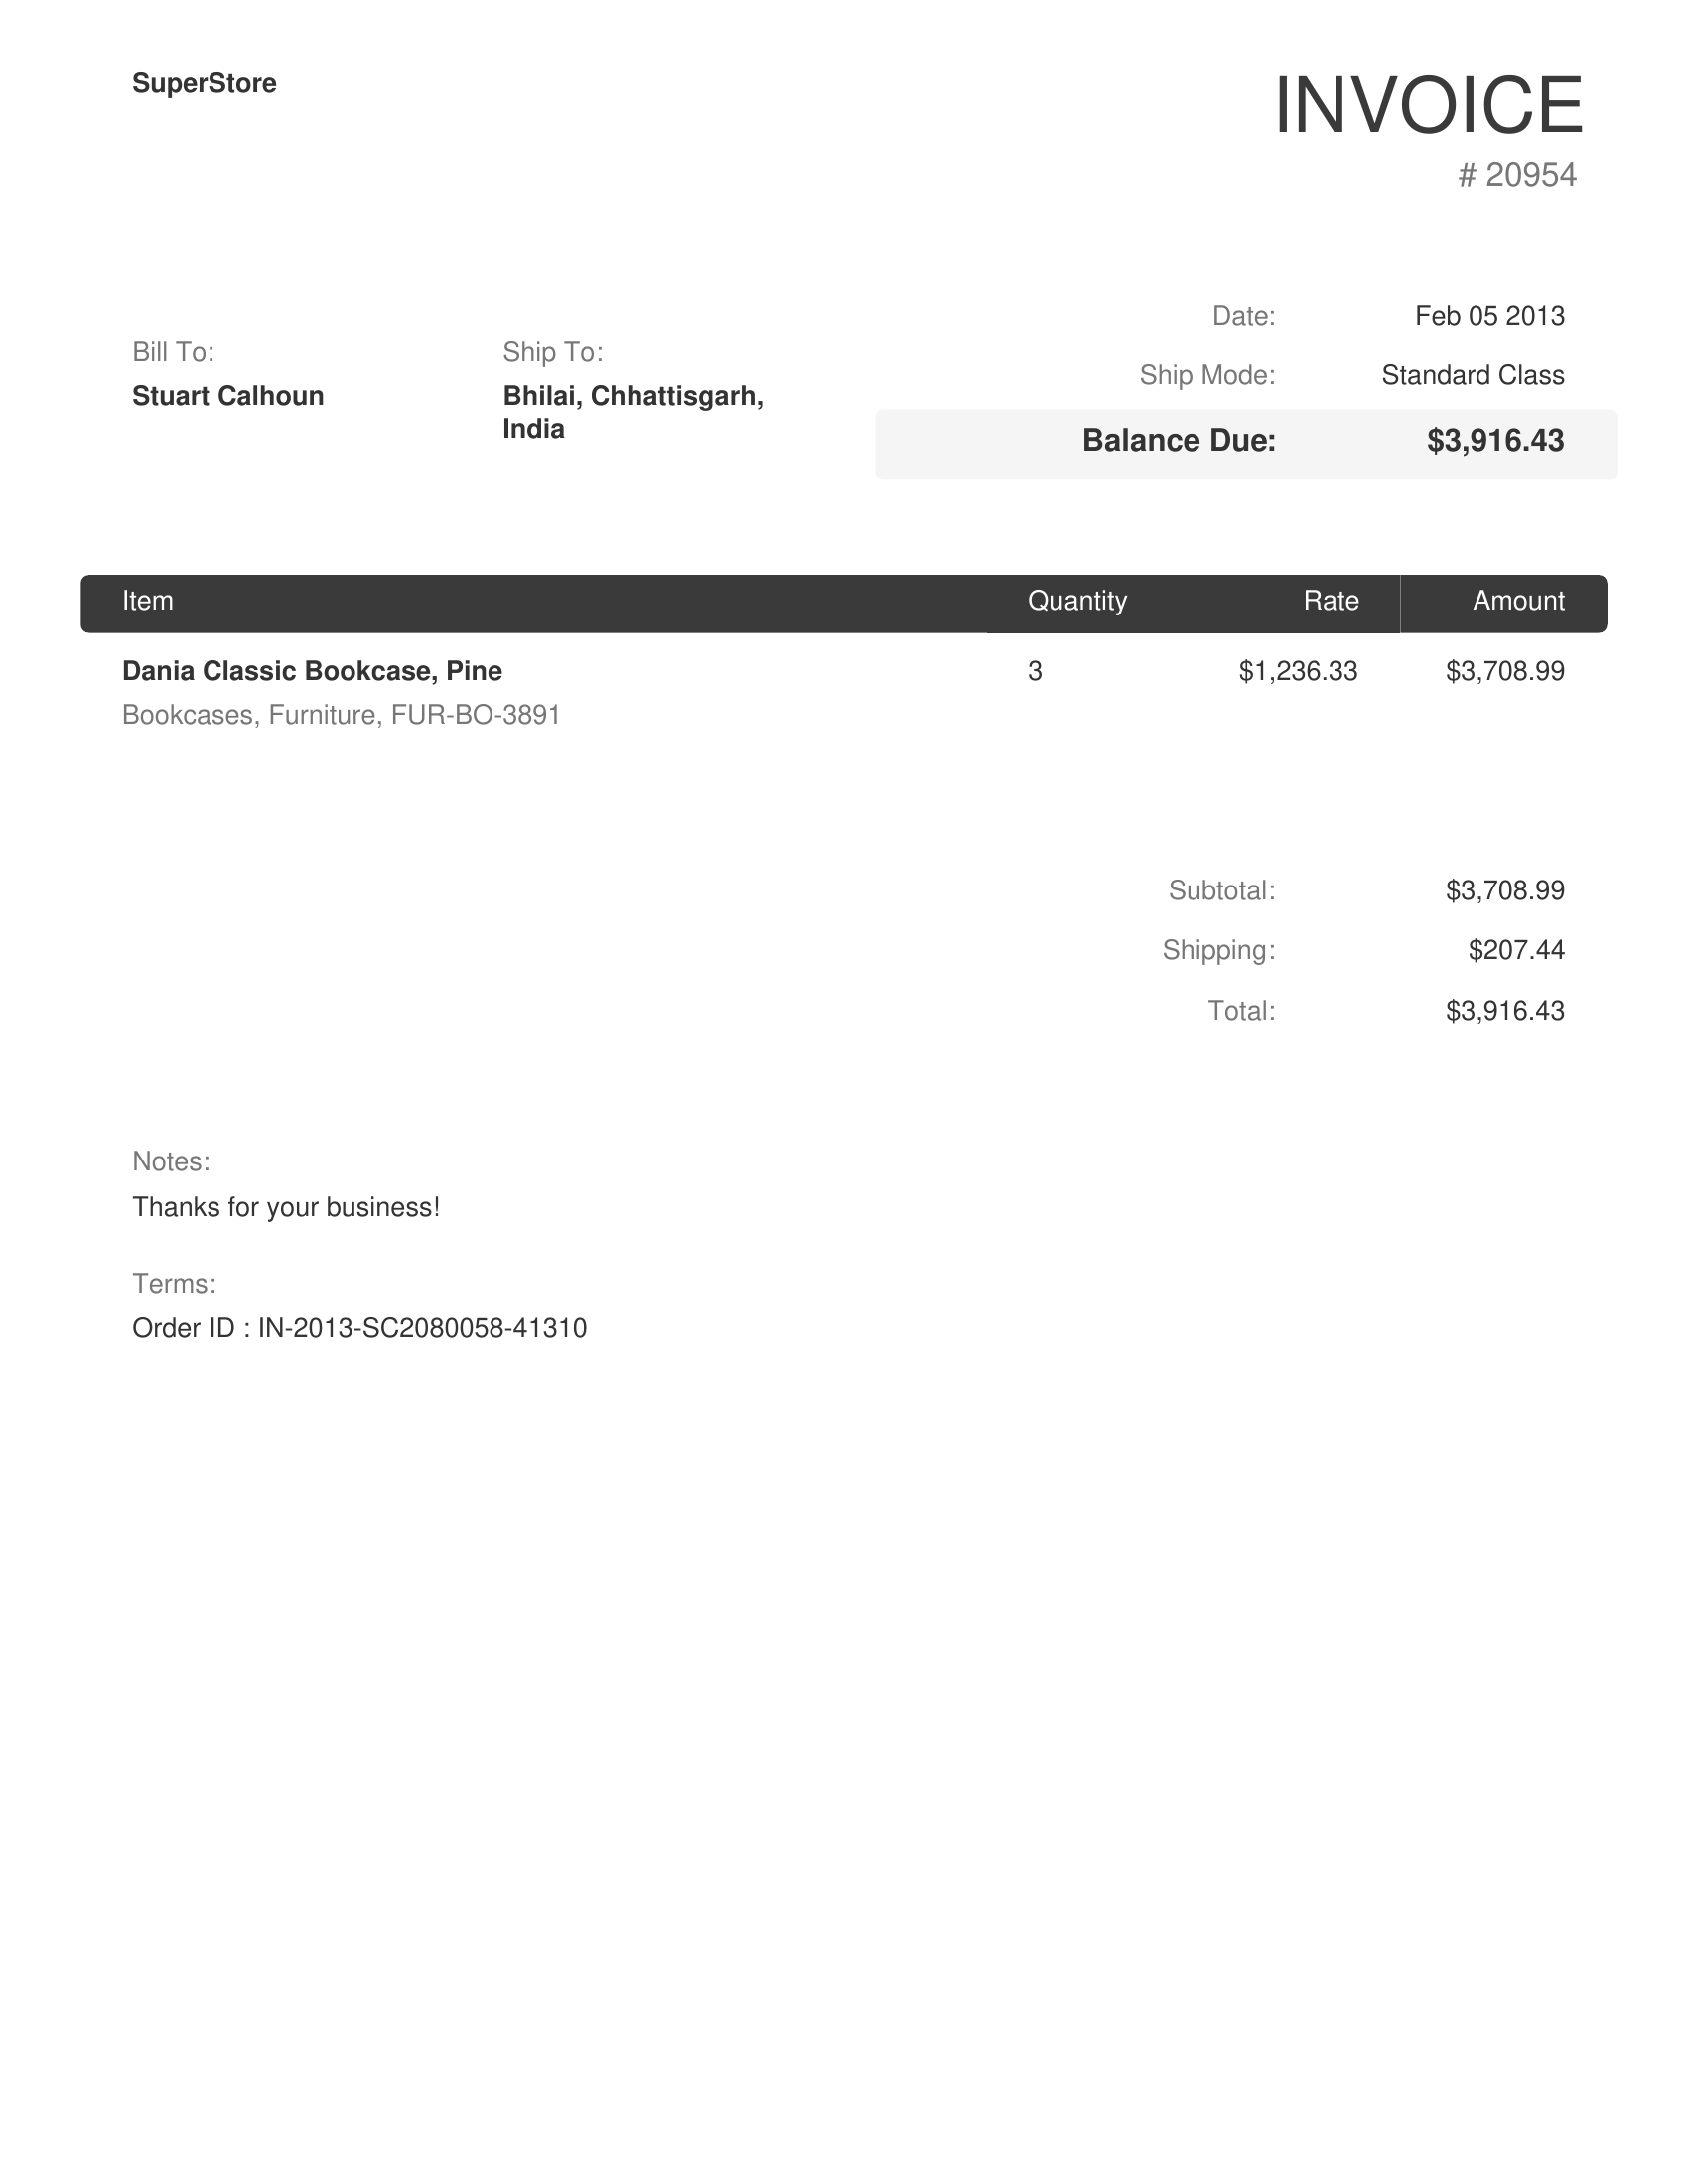 SuperStore
INVOICE
# 20954
Date: Feb 05 2013
Ship Mode: Standard Class
Balance Due: $3,916.43
Bill To:
Stuart Calhoun
Ship To:
Bhilai, Chhattisgarh,
India
Item Quantity Rate Amount
Dania Classic Bookcase, Pine 3 $1,236.33 $3,708.99
Bookcases, Furniture, FUR-BO-3891
Subtotal: $3,708.99
Shipping: $207.44
Total: $3,916.43
Notes:
Thanks for your business!
Terms:
Order ID : IN-2013-SC2080058-41310